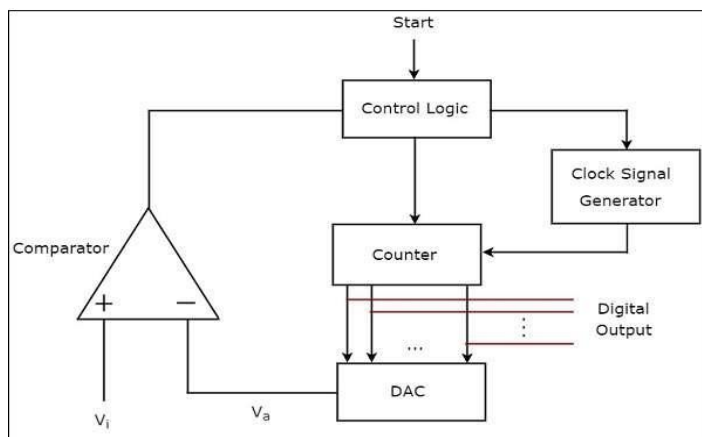 Start
Control Logic
Clock Signal
Generator
Comparator
Counter
+
−
Digital
Output
...
⋮
DAC
Vi
Va